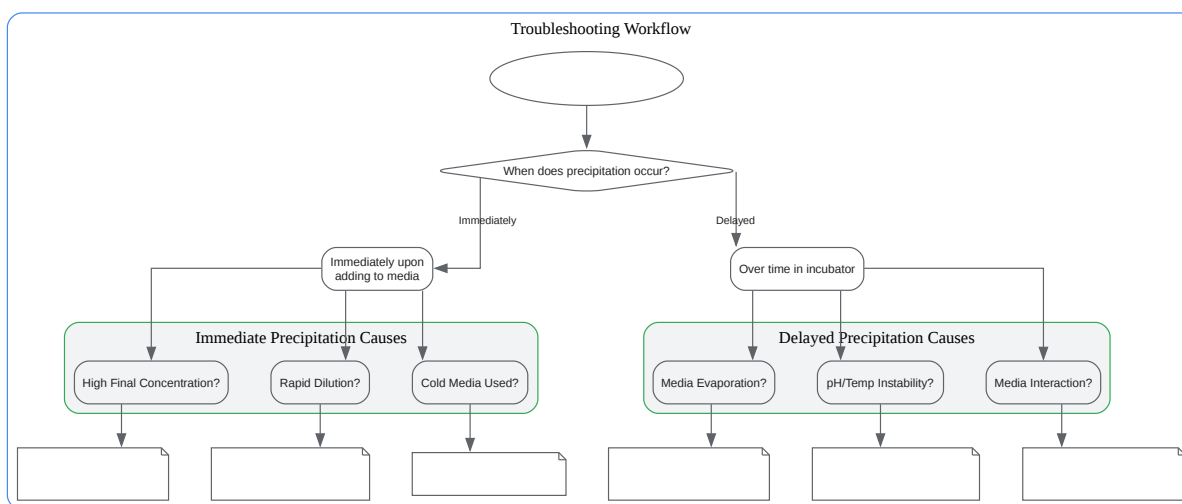 Troubleshooting Workflow
When does precipitation occur?
Immediately
Delayed
Immediately upon
adding to media
Over time in incubator
Immediate Precipitation Causes
Delayed Precipitation Causes
High Final Concentration?
Rapid Dilution?
Cold Media Used?
Media Evaporation?
pH/Temp Instability?
Media Interaction?